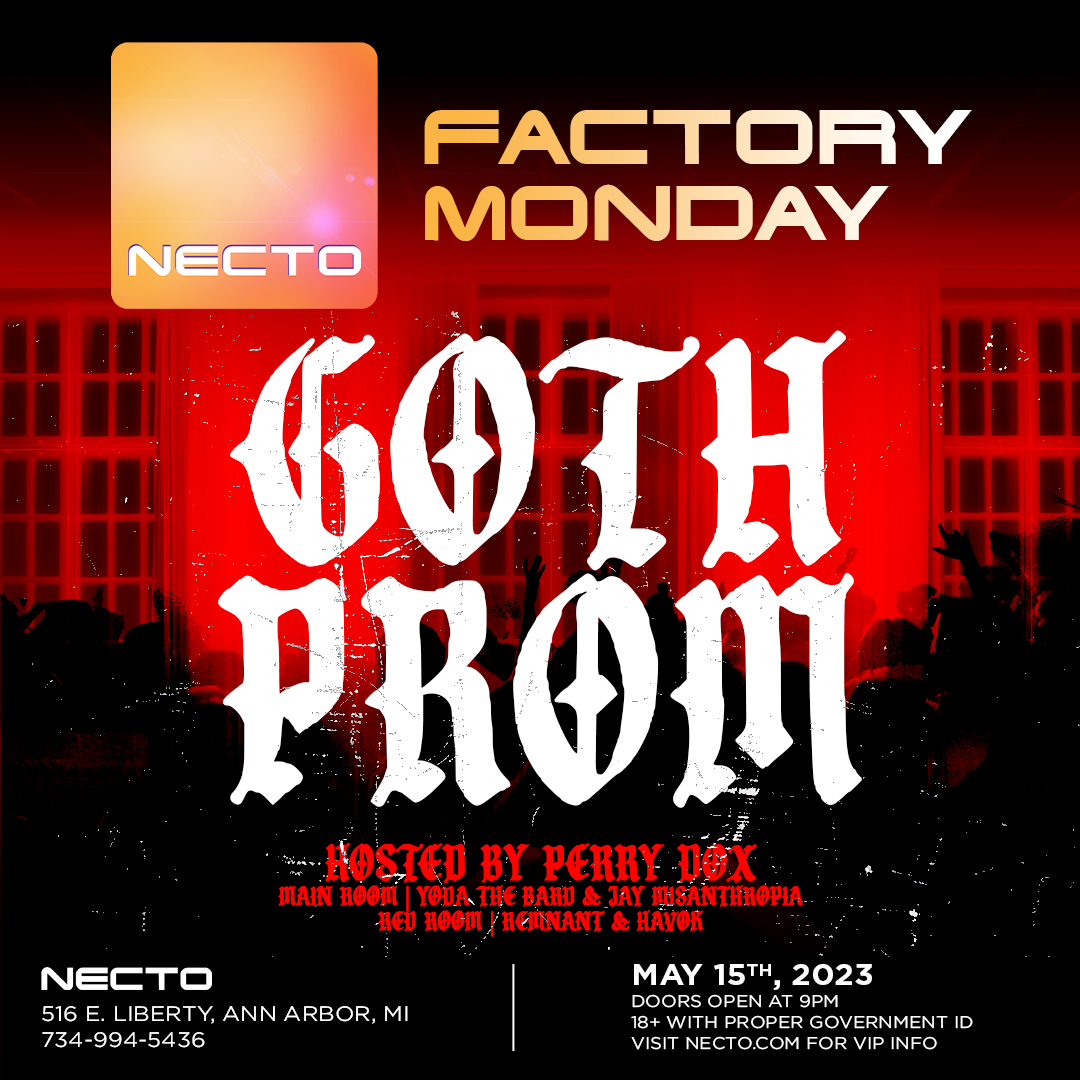 NECTO
FACTORY
MONDAY
GOTH
PROM
HOSTED BY PERRY DOX
MAIN ROOM | YODA THE BARD & JAY MISANTHROPIA
RED ROOM | REMNANT & HAVOK
NECTO
516 E. LIBERTY, ANN ARBOR, MI
734-994-5436
MAY 15TH, 2023
DOORS OPEN AT 9PM
18+ WITH PROPER GOVERNMENT ID
VISIT NECTO.COM FOR VIP INFO